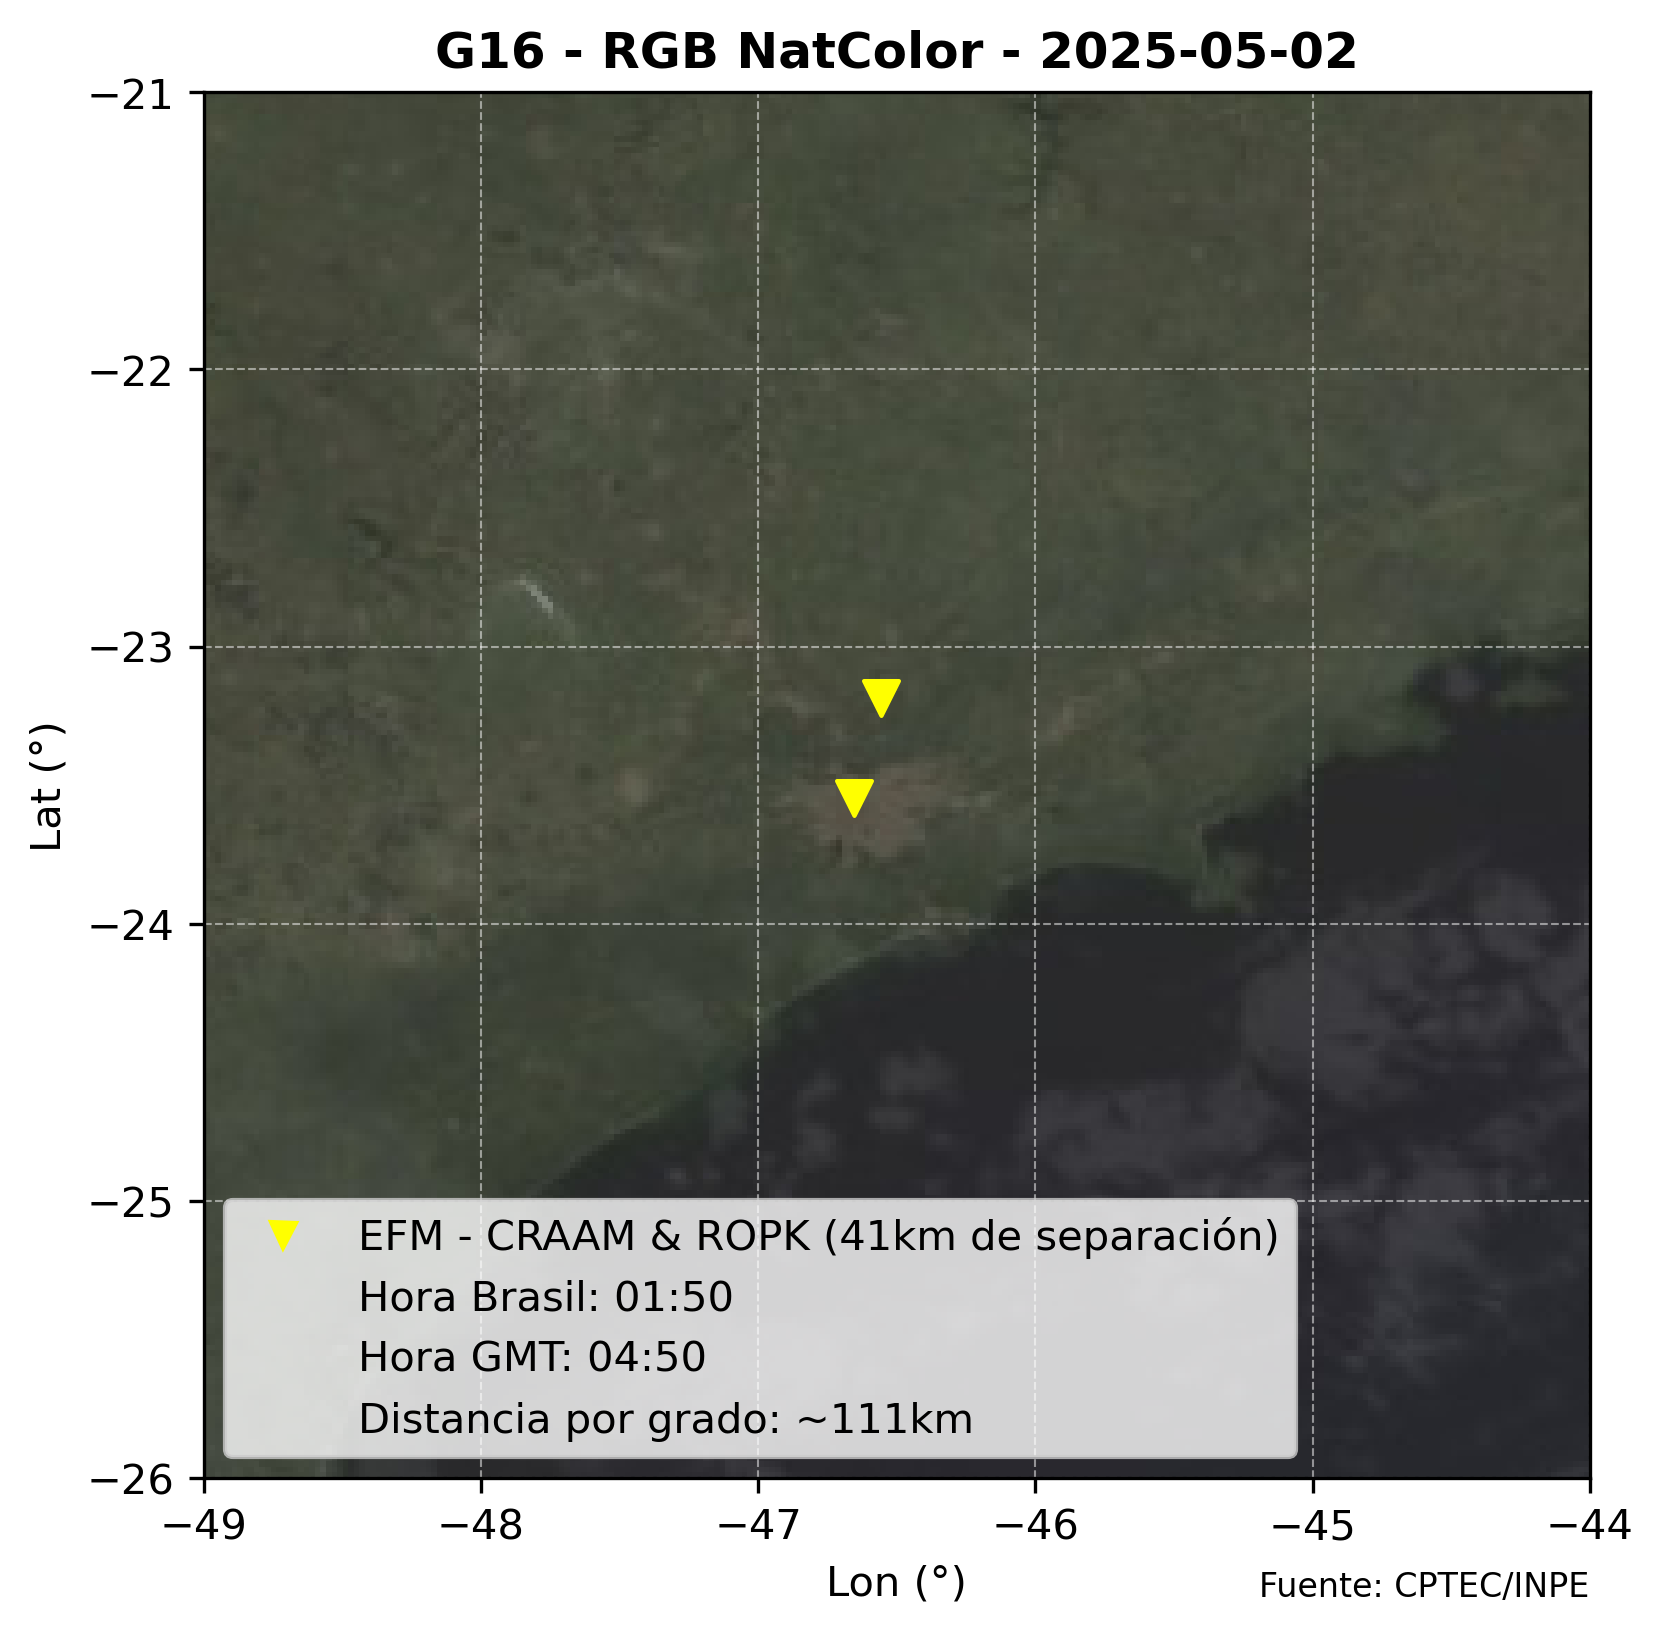 G16 - RGB NatColor - 2025-05-02
−21
−22
−23
−24
−25
−26
Lat (°)
EFM - CRAAM & ROPK (41km de separación)
Hora Brasil: 01:50
Hora GMT: 04:50
Distancia por grado: ~111km
−49 −48 −47 −46 −45 −44
Lon (°)
Fuente: CPTEC/INPE